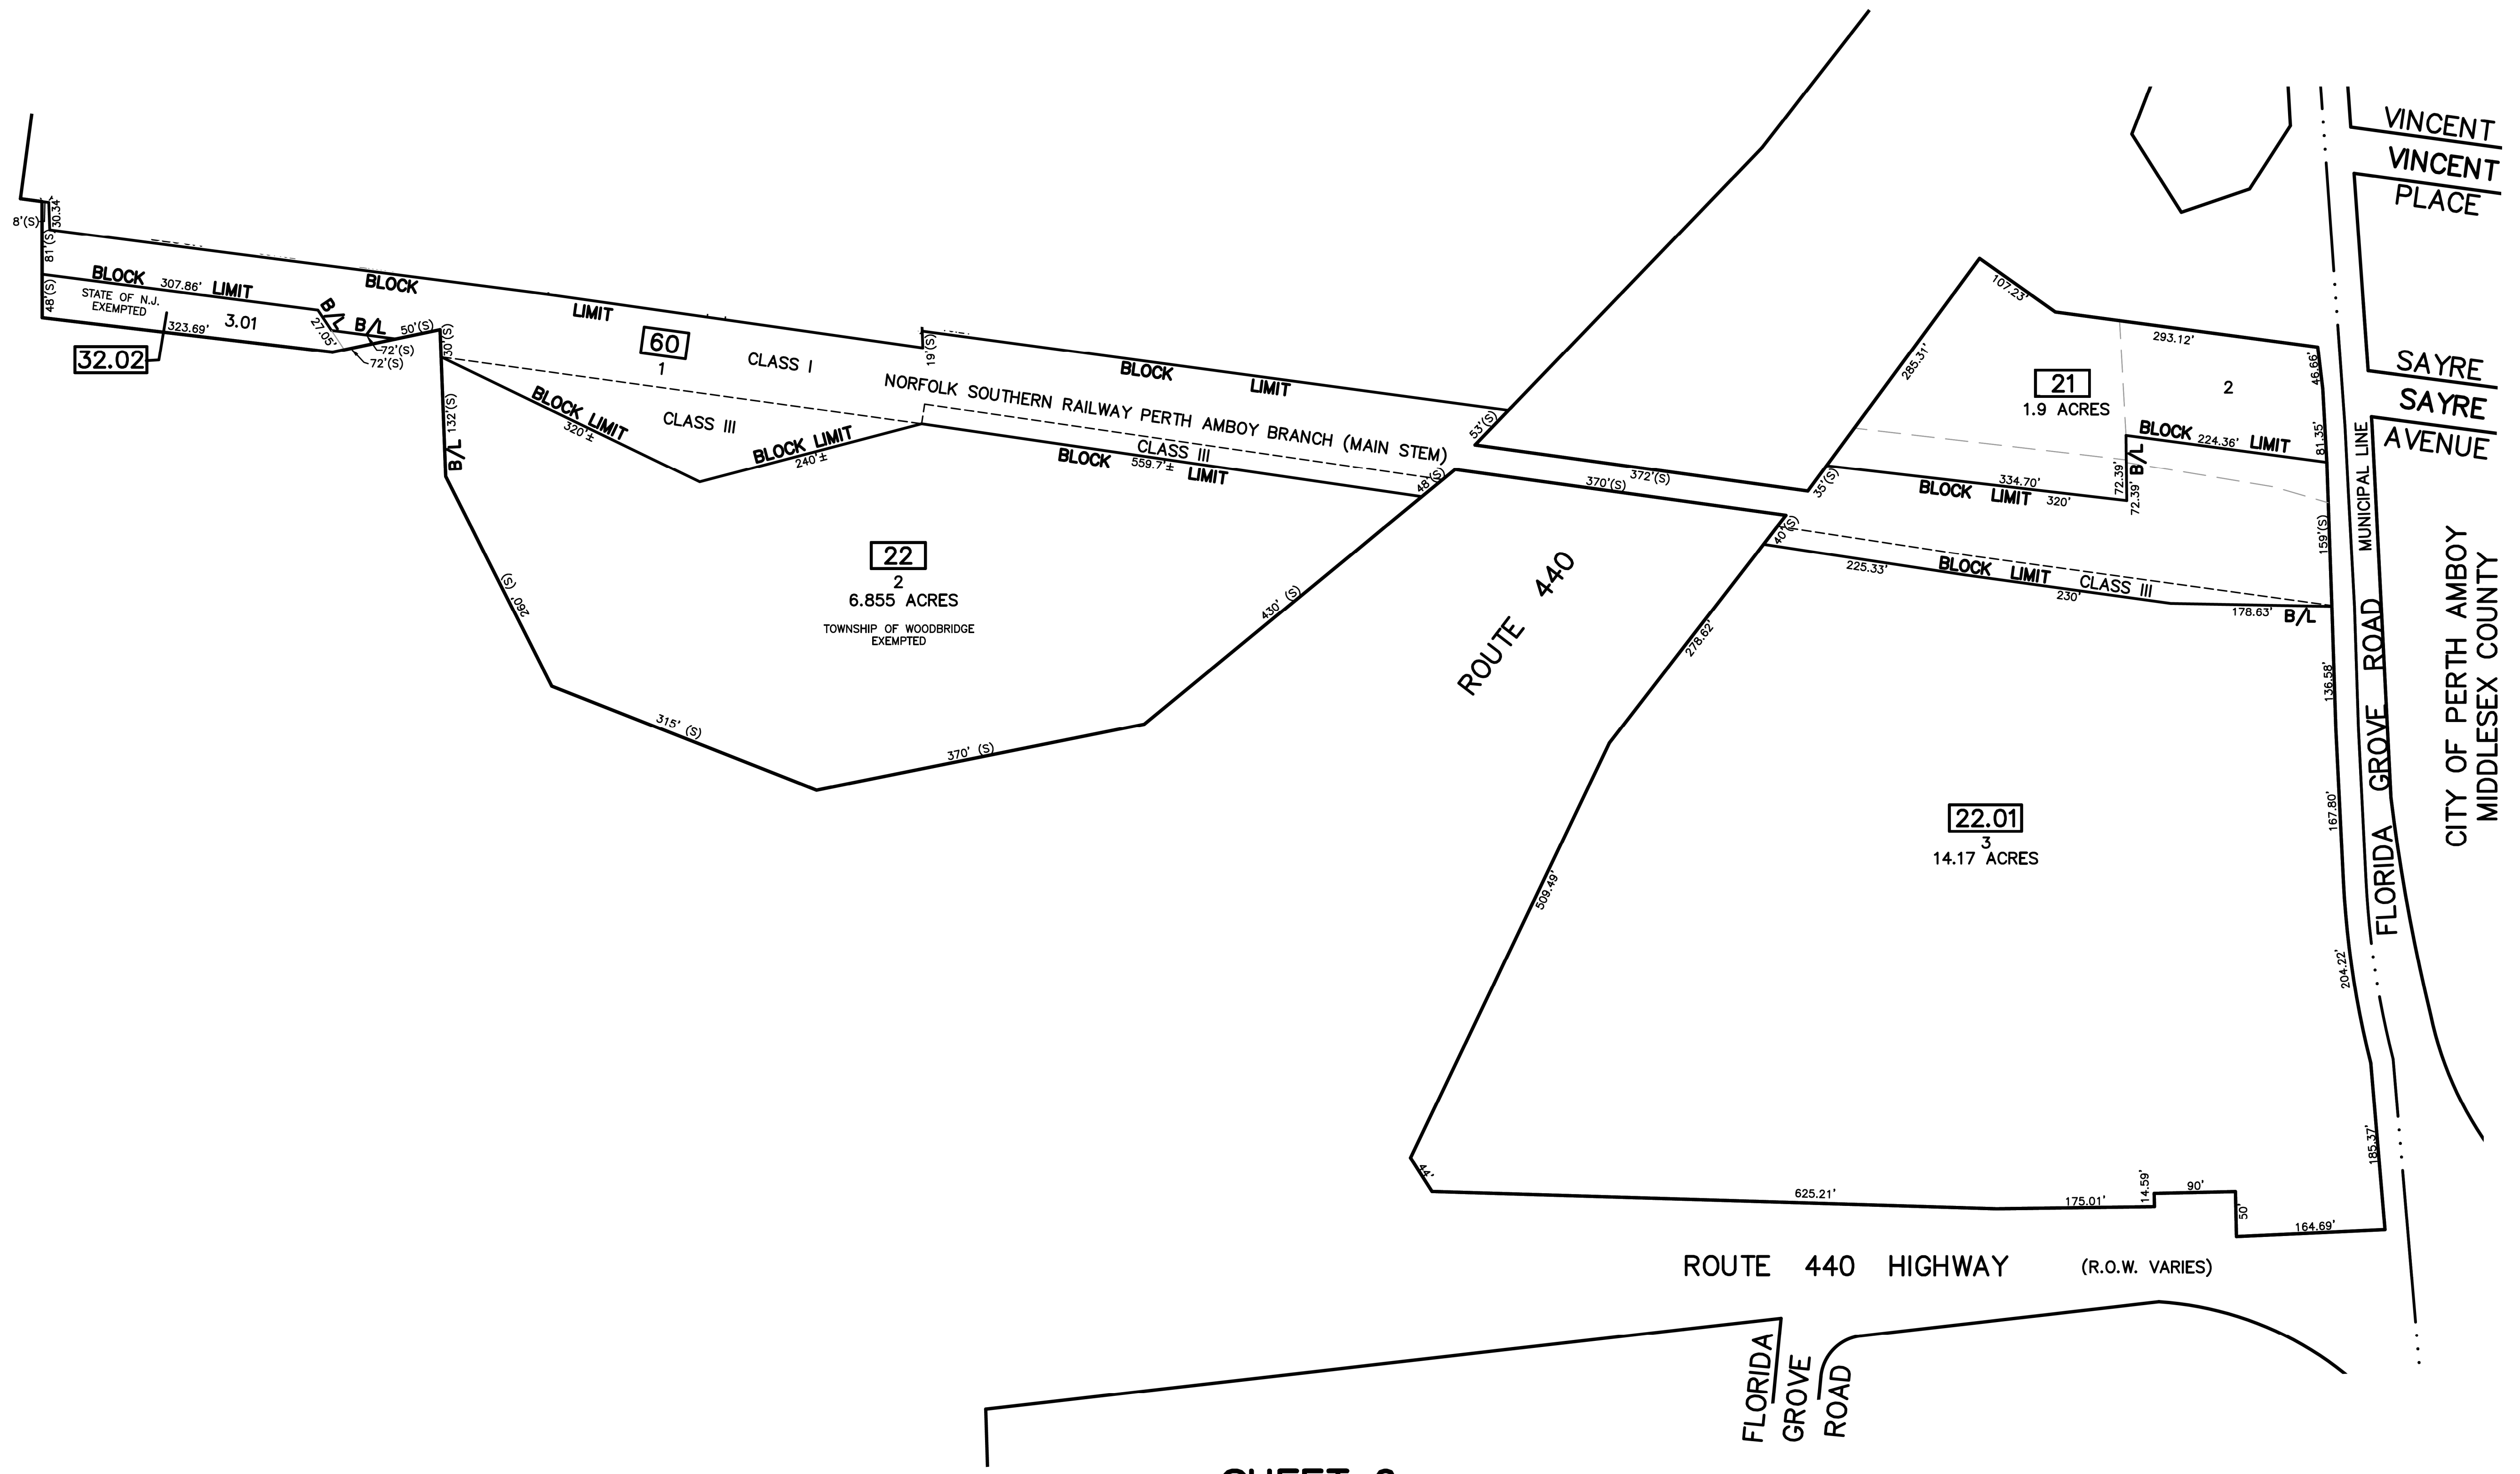 VINCENT
VINCENT
PLACE
SAYRE
SAYRE
AVENUE
MUNICIPAL LINE
FLORIDA GROVE ROAD
CITY OF PERTH AMBOY
MIDDLESEX COUNTY
8'(S)
30.34
81'(S)
48'(S)
BLOCK 307.86' LIMIT
STATE OF N.J.
EXEMPTED
3.01
323.69'
32.02
B/L
27.05'
B/L
50'(S)
72'(S)
72'(S)
30'(S)
BLOCK LIMIT
60
1
CLASS I
19'(S)
BLOCK LIMIT
NORFOLK SOUTHERN RAILWAY PERTH AMBOY BRANCH (MAIN STEM)
CLASS III
132'(S)
B/L
BLOCK LIMIT
320'±
BLOCK LIMIT
240'±
CLASS III
BLOCK 559.7'± LIMIT
48'(S)
53'(S)
372'(S)
370'(S)
35'(S)
40'(S)
22
2
6.855 ACRES
TOWNSHIP OF WOODBRIDGE
EXEMPTED
260' (S)
315' (S)
370' (S)
430' (S)
ROUTE 440
107.23'
293.12'
285.31'
46.66'
21
1.9 ACRES
2
BLOCK 224.36' LIMIT
81.35'
72.39'
B/L
72.39'
334.70'
BLOCK LIMIT 320'
159'(S)
225.33'
BLOCK LIMIT CLASS III
230'
178.63'
B/L
278.62'
136.58'
167.80'
22.01
3
14.17 ACRES
509.49'
204.22'
185.37'
44'
625.21'
175.01'
14.59'
90'
50'
164.69'
ROUTE 440 HIGHWAY (R.O.W. VARIES)
FLORIDA
GROVE
ROAD